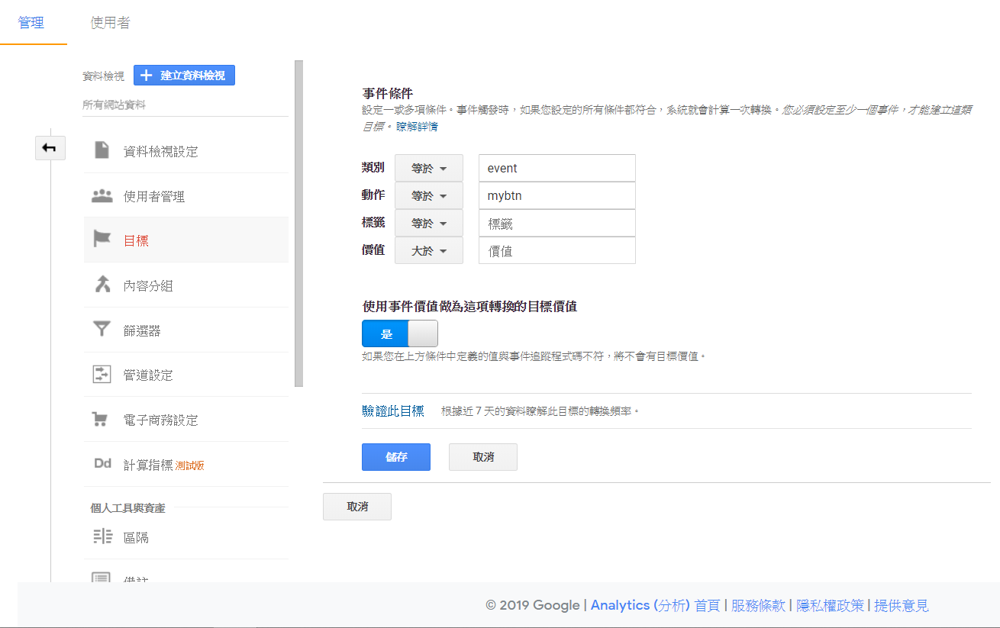 管理 使用者
資料檢視 建立資料檢視
所有網站資料
資料檢視設定
使用者管理
目標
內容分組
篩選器
管道設定
電子商務設定
Dd 計算指標 測試版
個人工具與資產
區隔
備註
事件條件
設定一或多項條件。事件觸發時，如果您設定的所有條件都符合，系統就會計算一次轉換。您必須設定至少一個事件，才能建立這類
目標。瞭解詳情
類別 等於 event
動作 等於 mybtn
標籤 等於 標籤
價值 大於 價值
使用事件價值做為這項轉換的目標價值
是
如果您在上方條件中定義的值與事件追蹤程式碼不符，將不會有目標價值。
驗證此目標 根據近 7 天的資料瞭解此目標的轉換頻率。
儲存 取消
取消
© 2019 Google | Analytics (分析) 首頁 | 服務條款 | 隱私權政策 | 提供意見